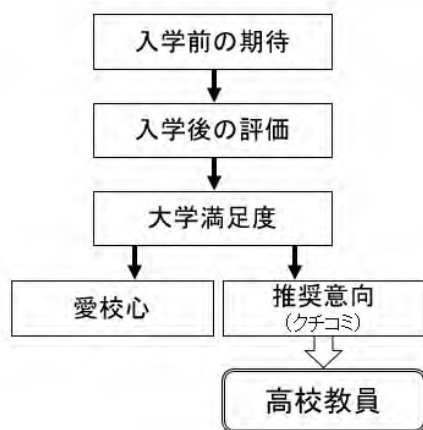 入学前の期待
入学後の評価
大学満足度
愛校心
推奨意向
(クチコミ)
高校教員